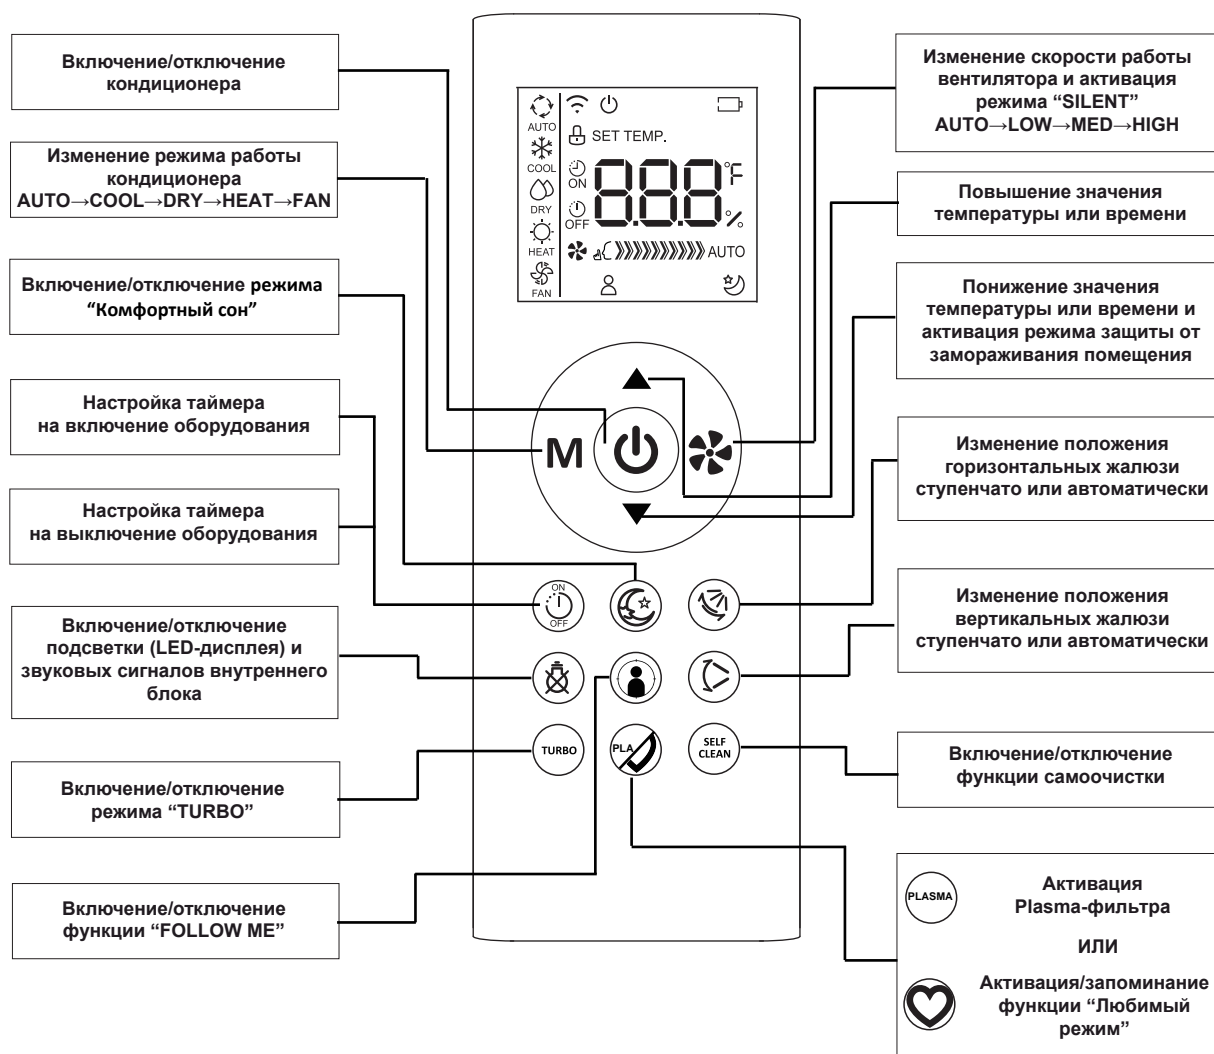 Включение/отключение
кондиционера
Изменение режима работы
кондиционера
AUTO→COOL→DRY→HEAT→FAN
Включение/отключение режима
“Комфортный сон”
Настройка таймера
на включение оборудования
Настройка таймера
на выключение оборудования
Включение/отключение
подсветки (LED-дисплея) и
звуковых сигналов внутреннего
блока
Включение/отключение
режима “TURBO”
Включение/отключение
функции “FOLLOW ME”
AUTO
COOL
DRY
HEAT
FAN
SET TEMP.
ON
OFF
888
°F
%
AUTO
M
ON
OFF
TURBO
PLA
SELF
CLEAN
Изменение скорости работы
вентилятора и активация
режима “SILENT”
AUTO→LOW→MED→HIGH
Повышение значения
температуры или времени
Понижение значения
температуры или времени и
активация режима защиты от
замораживания помещения
Изменение положения
горизонтальных жалюзи
ступенчато или автоматически
Изменение положения
вертикальных жалюзи
ступенчато или автоматически
Включение/отключение
функции самоочистки
PLASMA
Активация
Plasma-фильтра
ИЛИ
Активация/запоминание
функции “Любимый
режим”